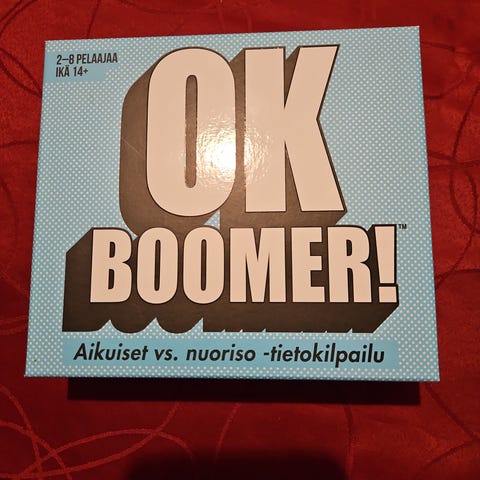 2–8 PELAAJAA
IKÄ 14+
OK
BOOMER!™
Aikuiset vs. nuoriso -tietokilpailu